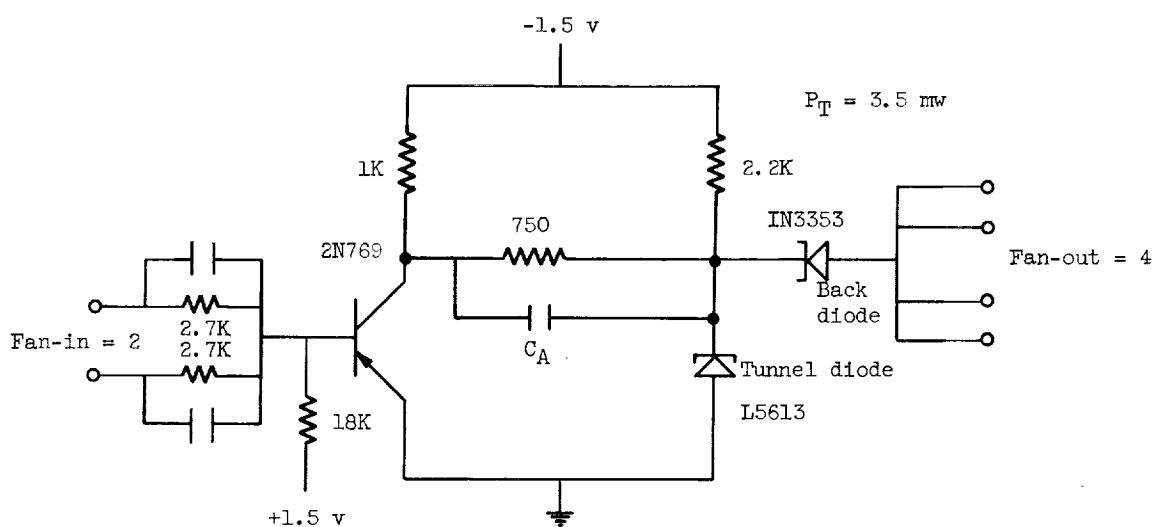 -1.5 v
P_T = 3.5 mw
1K
2.2K
750
IN3353
2N769
Fan-out = 4
Back
diode
2.7K
Fan-in = 2
2.7K
C_A
Tunnel diode
L5613
18K
+1.5 v